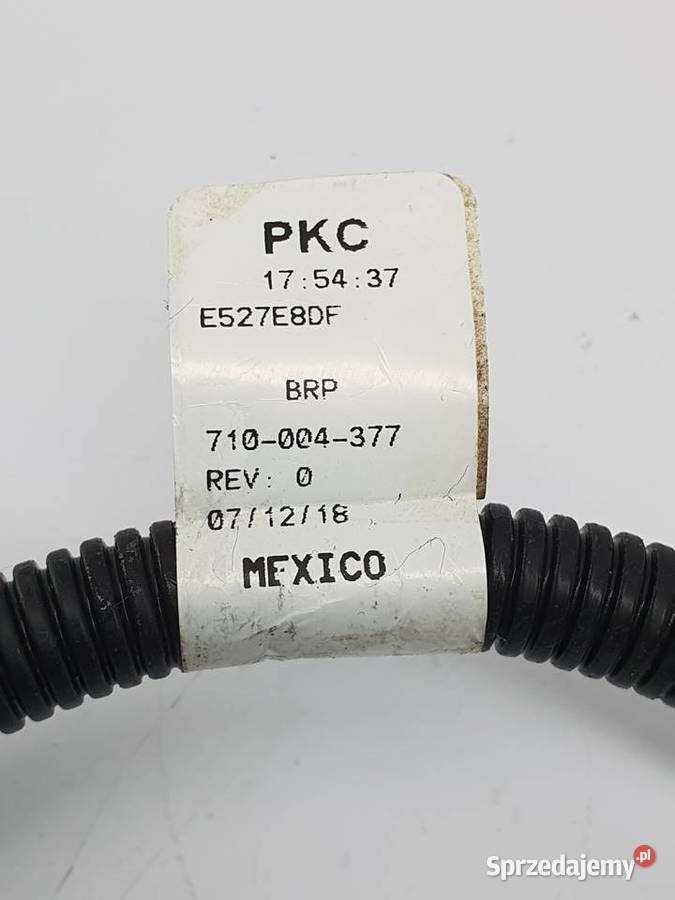 PKC
17:54:37
E527E8DF
BRP
710-004-377
REV: 0
07/12/18
MEXICO
Sprzedajemy.pl